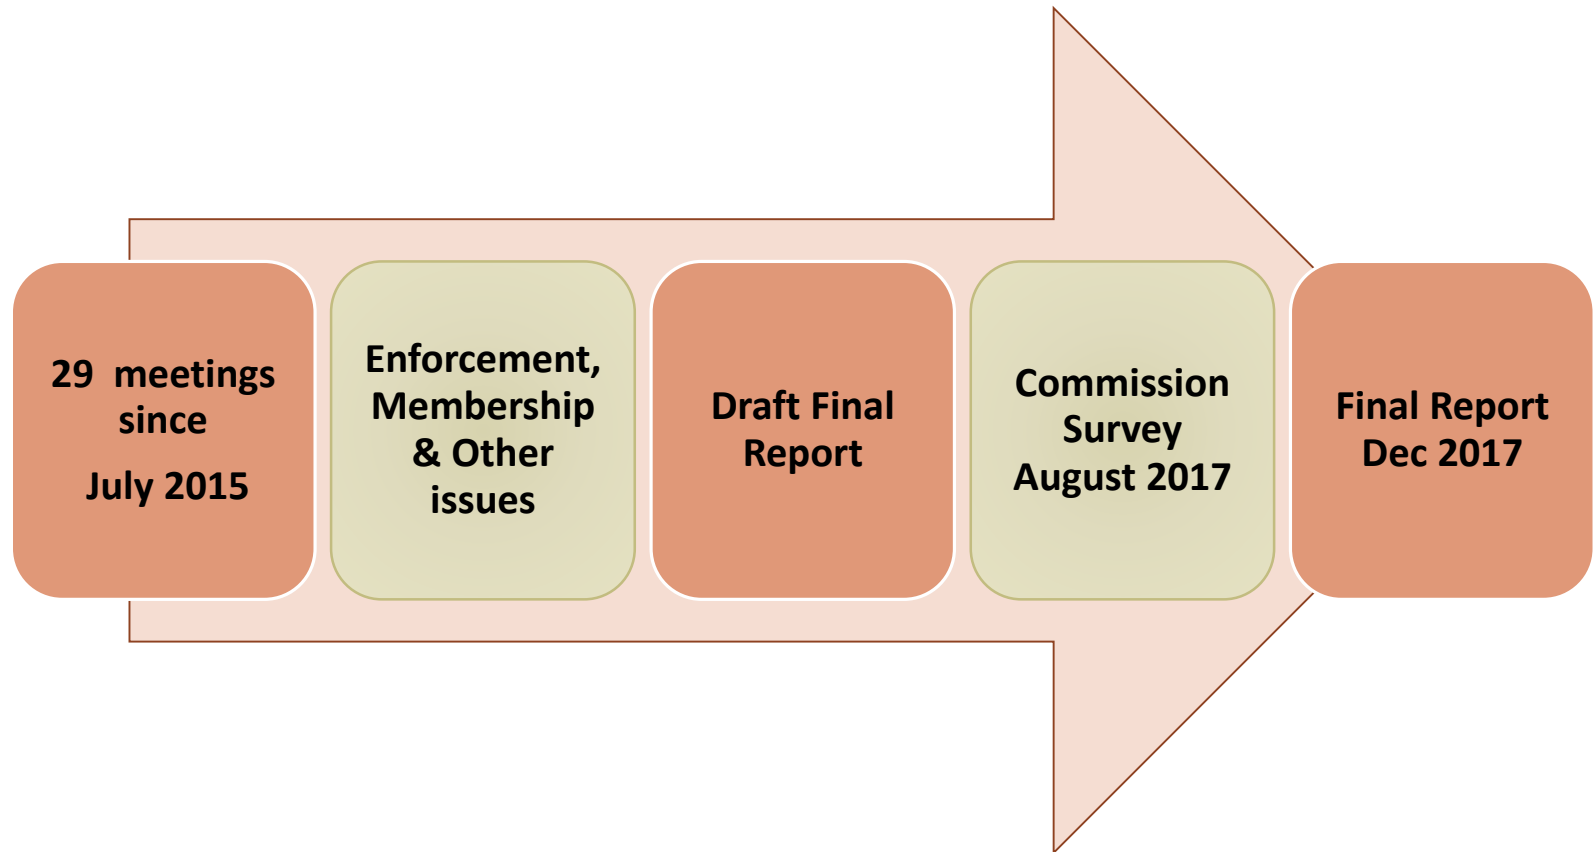 29  meetings
since
July 2015
Enforcement,
Membership
& Other
issues
Draft Final
Report
Commission
Survey
August 2017
Final Report
Dec 2017